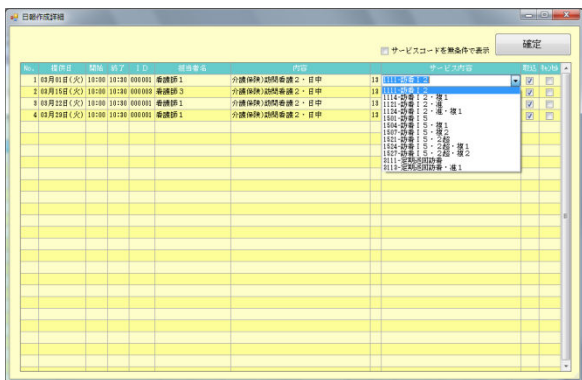 日報作成詳細
サービスコードを無条件で表示
確定
No. 提供日 開始 終了 ID 担当者名 内容 サービス内容 取込 ｷｬﾝｾﾙ
1 03月01日(火) 10:00 10:30 000001 看護師1 介護保険)訪問看護2・日中 13 1111-訪看Ⅰ2
2 03月15日(火) 10:00 10:30 000003 看護師3 介護保険)訪問看護2・日中 13
3 03月22日(火) 10:00 10:30 000001 看護師1 介護保険)訪問看護2・日中 13
4 03月29日(火) 10:00 10:30 000001 看護師1 介護保険)訪問看護2・日中 13
1111-訪看Ⅰ2
1114-訪看Ⅰ2・複1
1121-訪看Ⅰ2・准
1124-訪看Ⅰ2・准・複1
1501-訪看Ⅰ5
1504-訪看Ⅰ5・複1
1507-訪看Ⅰ5・複2
1521-訪看Ⅰ5・2超
1524-訪看Ⅰ5・2超・複1
1527-訪看Ⅰ5・2超・複2
3111-定期巡回訪看
3113-定期巡回訪看・准1